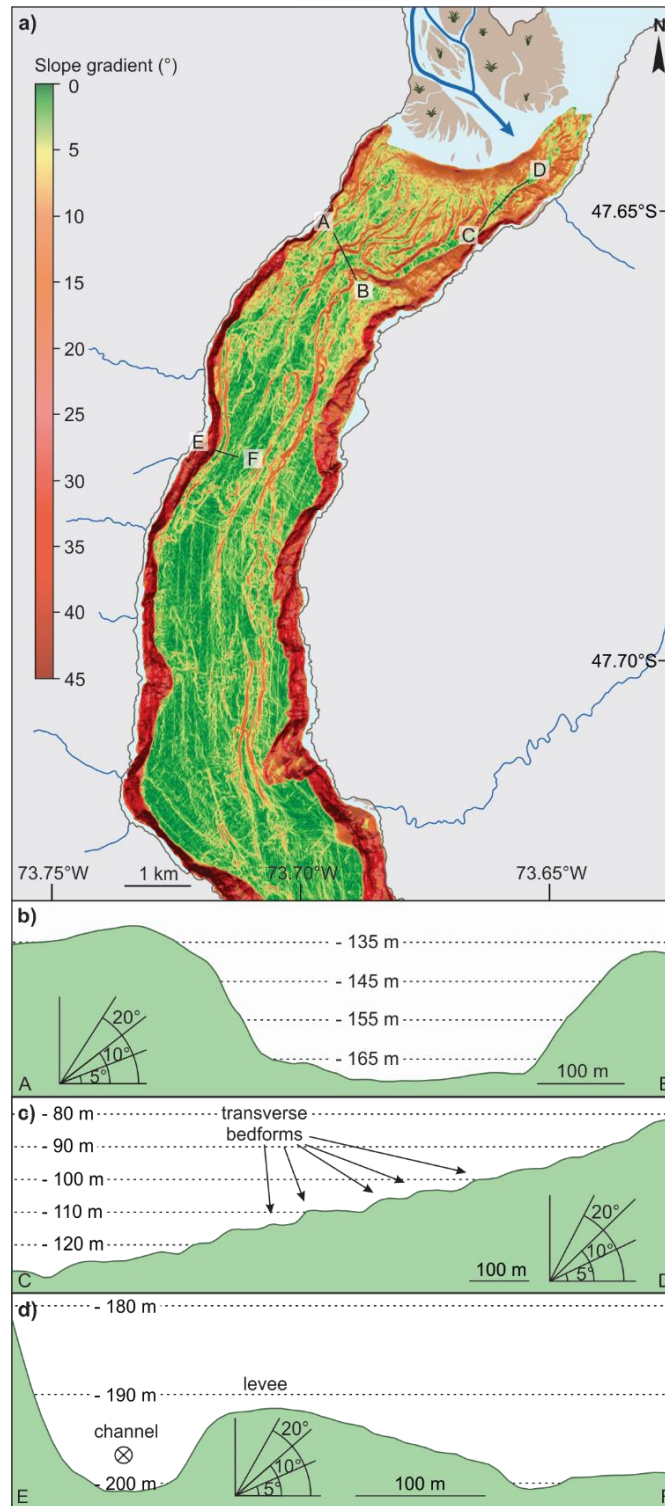 a)
N
Slope gradient (°)
0
5
10
15
20
25
30
35
40
45
A
B
C
D
E
F
47.65°S
47.70°S
73.75°W
73.70°W
73.65°W
1 km
b)
- 135 m
- 145 m
- 155 m
- 165 m
20°
10°
5°
100 m
A
B
c)
- 80 m
- 90 m
- 100 m
- 110 m
- 120 m
transverse
bedforms
20°
10°
5°
100 m
C
D
d)
- 180 m
- 190 m
- 200 m
levee
channel
20°
10°
5°
100 m
E
F